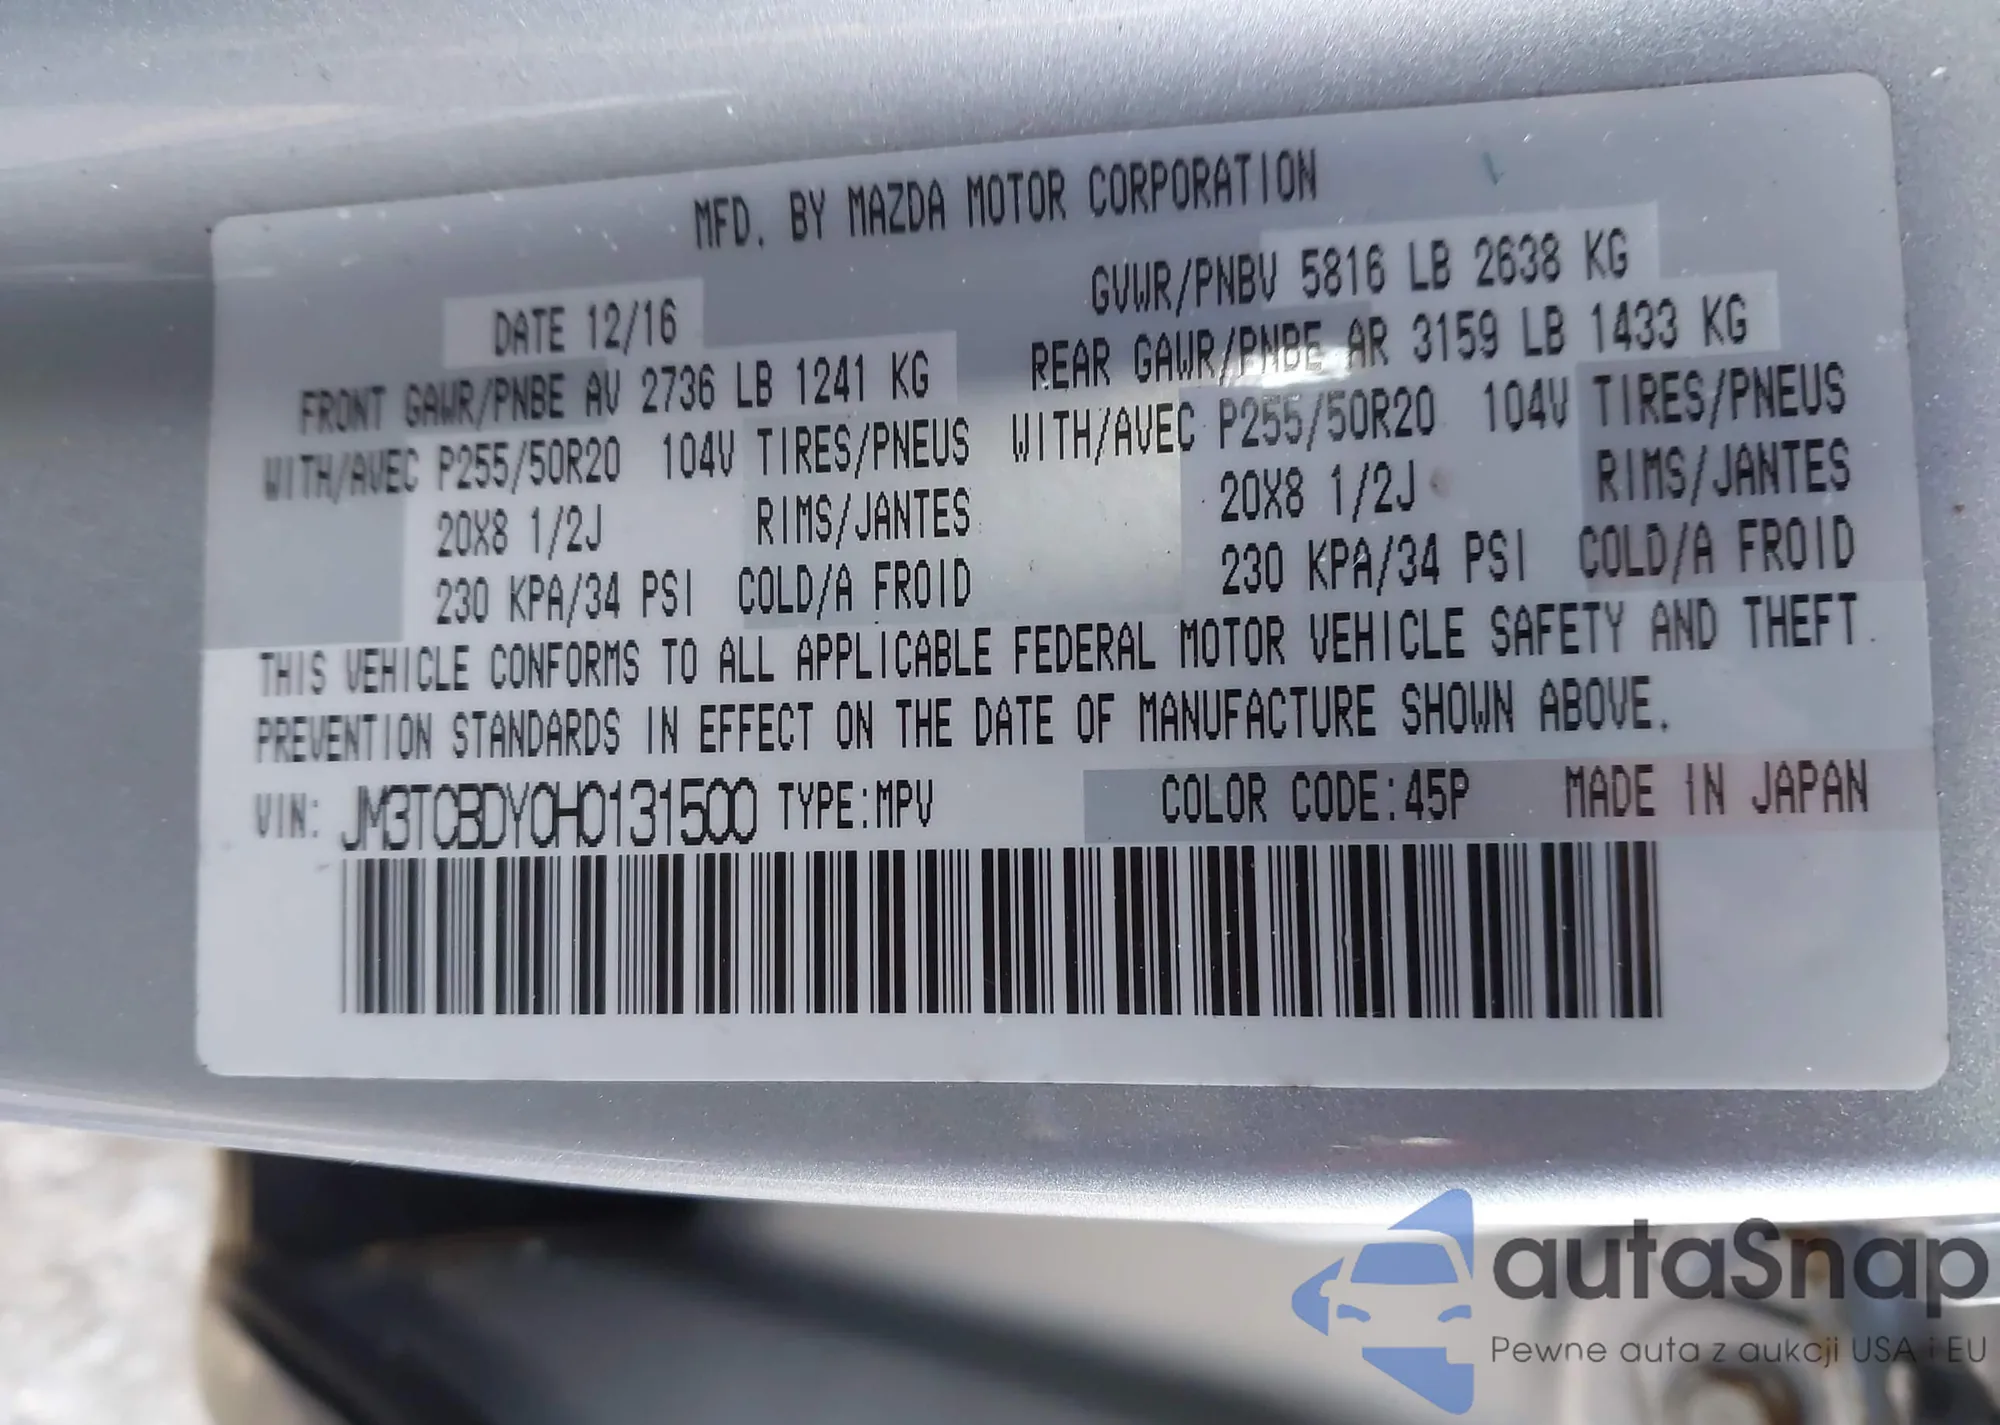 MFD. BY MAZDA MOTOR CORPORATION
DATE 12/16
GVWR/PNBV 5816 LB 2638 KG
FRONT GAWR/PNBE AV 2736 LB 1241 KG
REAR GAWR/PNBE AR 3159 LB 1433 KG
WITH/AVEC P255/50R20 104V TIRES/PNEUS
WITH/AVEC P255/50R20 104V TIRES/PNEUS
20X8 1/2J RIMS/JANTES
20X8 1/2J RIMS/JANTES
230 KPA/34 PSI COLD/A FROID
230 KPA/34 PSI COLD/A FROID
THIS VEHICLE CONFORMS TO ALL APPLICABLE FEDERAL MOTOR VEHICLE SAFETY AND THEFT
PREVENTION STANDARDS IN EFFECT ON THE DATE OF MANUFACTURE SHOWN ABOVE.
VIN: JM3TCBDY0H0131500 TYPE:MPV COLOR CODE:45P MADE IN JAPAN
autaSnap
Pewne auta z aukcji USA i EU